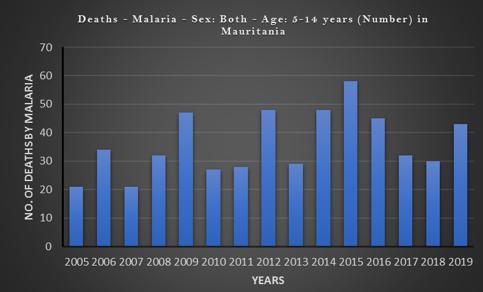 Deaths - Malaria - Sex: Both - Age: 5-14 years (Number) in
Mauritania
NO. OF DEATHS BY MALARIA
70
60
50
40
30
20
10
0
2005 2006 2007 2008 2009 2010 2011 2012 2013 2014 2015 2016 2017 2018 2019
YEARS